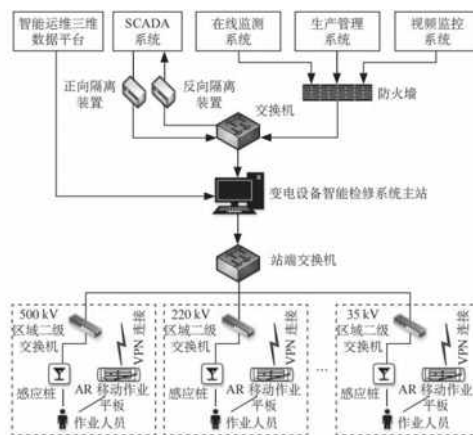 智能运维三维
数据平台
SCADA
系统
在线监测
系统
生产管理
系统
视频监控
系统
正向隔离
装置
反向隔离
装置
交换机
防火墙
变电设备智能检修系统主站
站端交换机
500 kV
区域二级
交换机
VPN 连接
感应桩
AR 移动作业
平板
作业人员
220 kV
区域二级
交换机
VPN 连接
感应桩
AR 移动作业
平板
作业人员
...
35 kV
区域二级
交换机
VPN 连接
感应桩
AR 移动作业
平板
作业人员